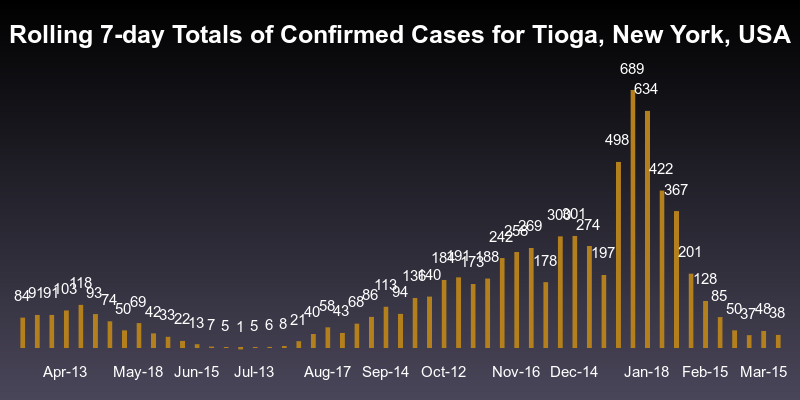 Rolling 7-day Totals of Confirmed Cases for Tioga, New York, USA
84 91 91 103 118 93 74 50 69 42 33 22 13 7 5 1 5 6 8 21 40 58 43 68 86 113 94 136 140 184 191 173 188 242 258 269 178 300 301 274 197 498 689 634 422 367 201 128 85 50 37 48 38
Apr-13 May-18 Jun-15 Jul-13 Aug-17 Sep-14 Oct-12 Nov-16 Dec-14 Jan-18 Feb-15 Mar-15